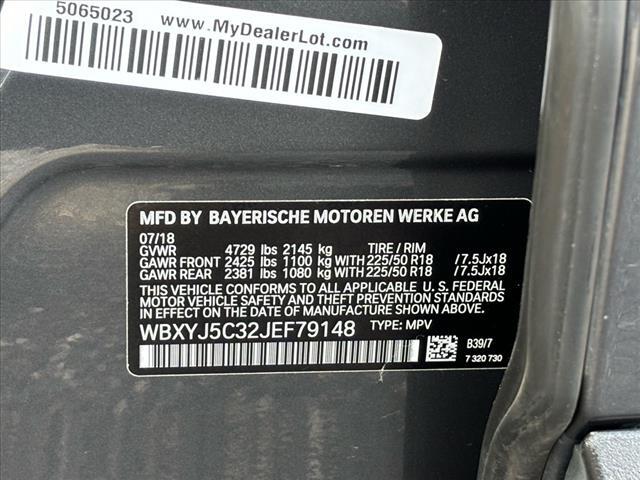 5065023
www.MyDealerLot.com
MFD BY BAYERISCHE MOTOREN WERKE AG
07/18
GVWR 4729 lbs 2145 kg TIRE / RIM
GAWR FRONT 2425 lbs 1100 kg WITH 225/50 R18 /7.5Jx18
GAWR REAR 2381 lbs 1080 kg WITH 225/50 R18 /7.5Jx18
THIS VEHICLE CONFORMS TO ALL APPLICABLE U. S. FEDERAL
MOTOR VEHICLE SAFETY AND THEFT PREVENTION STANDARDS
IN EFFECT ON THE DATE OF MANUFACTURE SHOWN ABOVE.
WBXYJ5C32JEF79148 TYPE: MPV
B39/7
7 320 730